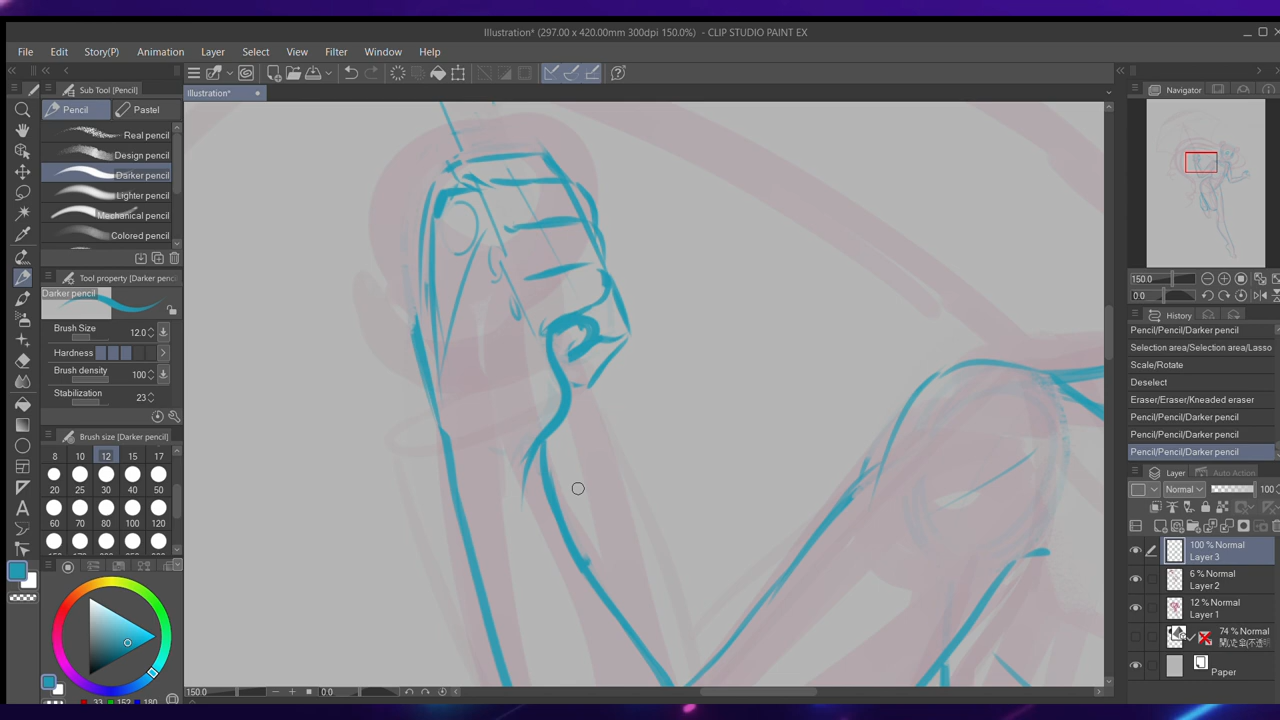 Illustration* (297.00 x 420.00mm 300dpi 150.0%) - CLIP STUDIO PAINT EX
File Edit Story(P) Animation Layer Select View Filter Window Help
Sub Tool [Pencil]
Pencil Pastel
Real pencil
Design pencil
Darker pencil
Lighter pencil
Mechanical pencil
Colored pencil
Tool property [Darker penc
Darker pencil
Brush Size 12.0
Hardness
Brush density 100
Stabilization 23
Brush size [Darker pencil]
8 10 12 15 17
20 25 30 40 50
60 70 80 100 120
33 152 180
Illustration*
150.0 0.0
Navigator
150.0
0.0
History
Pencil/Pencil/Darker pencil
Selection area/Selection area/Lasso
Scale/Rotate
Deselect
Eraser/Eraser/Kneaded eraser
Pencil/Pencil/Darker pencil
Pencil/Pencil/Darker pencil
Pencil/Pencil/Darker pencil
Layer Auto Action
Normal 100
100 % Normal
Layer 3
6 % Normal
Layer 2
12 % Normal
Layer 1
74 % Normal
Paper